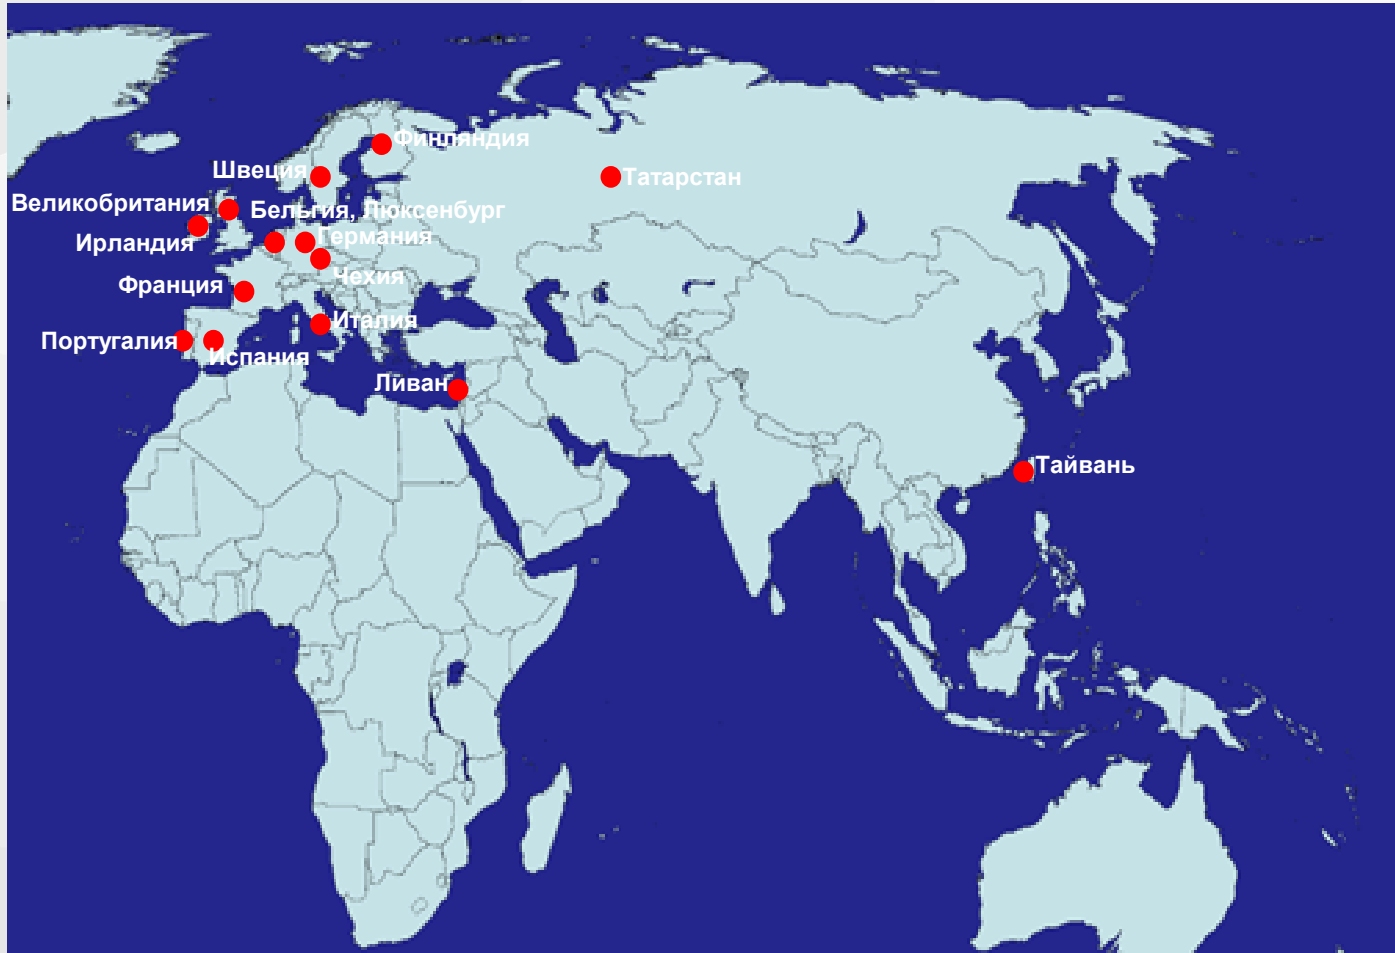 Финляндия
Швеция
Татарстан
Великобритания
Бельгия, Люксенбург
Ирландия
Германия
Чехия
Франция
Италия
Португалия
Испания
Ливан
Тайвань